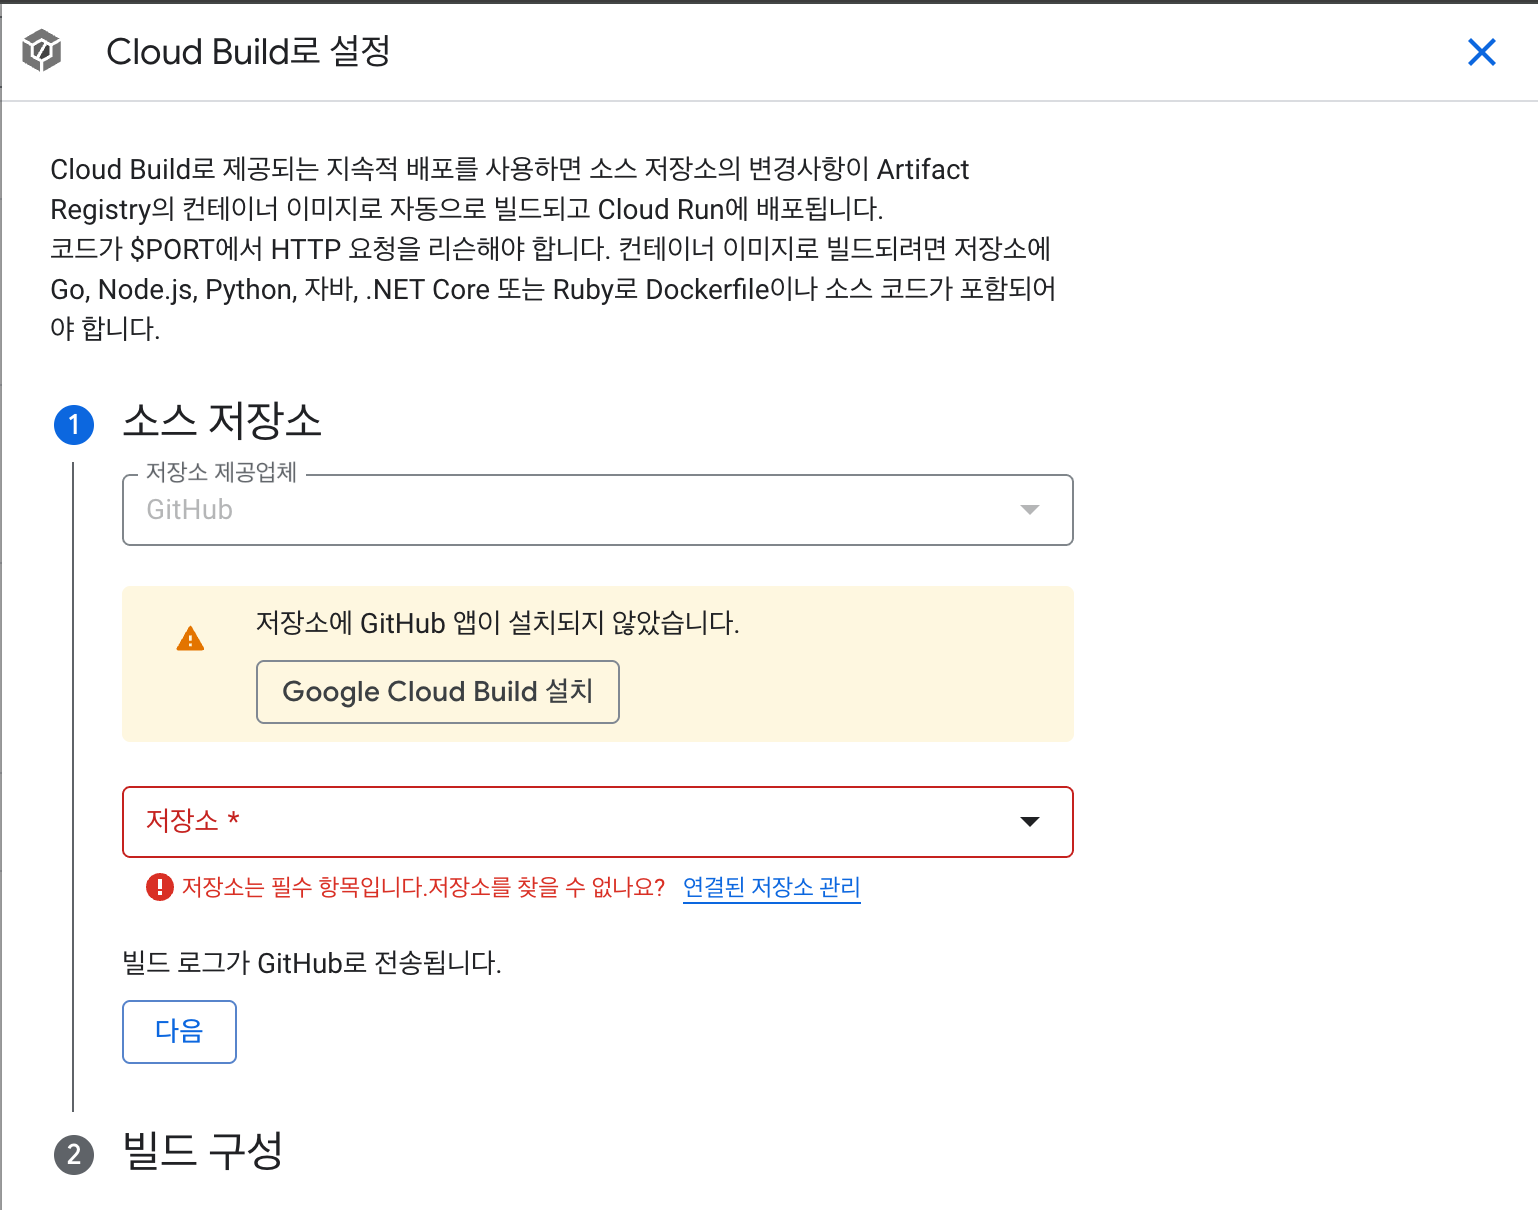 Cloud Build로 설정
Cloud Build로 제공되는 지속적 배포를 사용하면 소스 저장소의 변경사항이 Artifact
Registry의 컨테이너 이미지로 자동으로 빌드되고 Cloud Run에 배포됩니다.
코드가 $PORT에서 HTTP 요청을 리슨해야 합니다. 컨테이너 이미지로 빌드되려면 저장소에
Go, Node.js, Python, 자바, .NET Core 또는 Ruby로 Dockerfile이나 소스 코드가 포함되어
야 합니다.
1 소스 저장소
저장소 제공업체
GitHub
저장소에 GitHub 앱이 설치되지 않았습니다.
Google Cloud Build 설치
저장소 *
저장소는 필수 항목입니다.저장소를 찾을 수 없나요? 연결된 저장소 관리
빌드 로그가 GitHub로 전송됩니다.
다음
2 빌드 구성